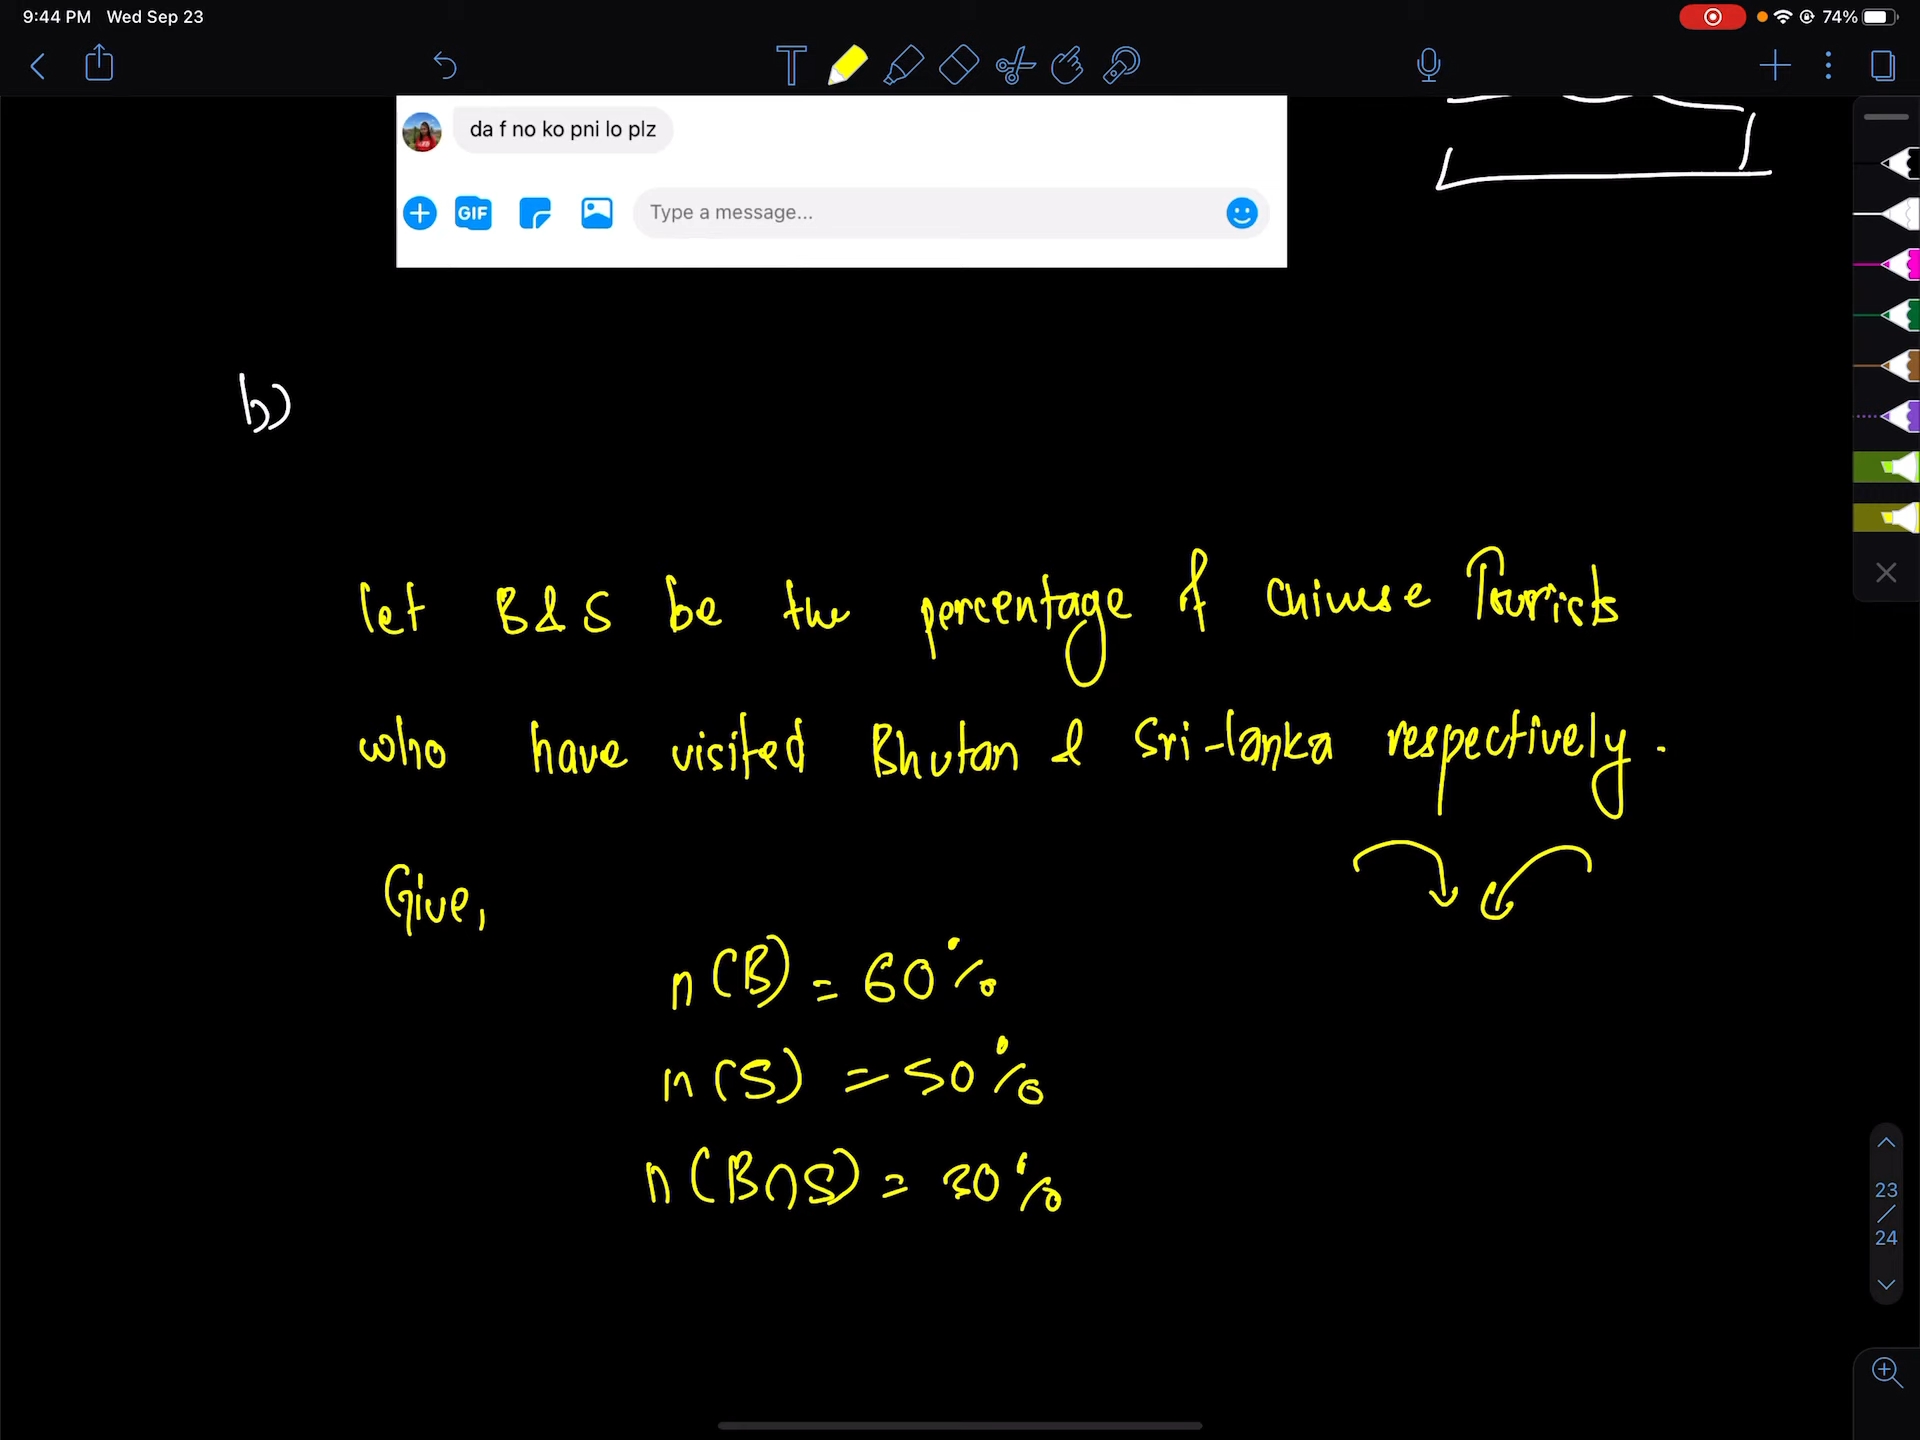 9:44 PM Wed Sep 23
74%
da f no ko pni lo plz
GIF
Type a message...
b)
let B & S be the percentage of Chinese Tourists
who have visited Bhutan & Sri-lanka respectively.
Give,
n(B) = 60%
n(S) = 50%
n(B∩S) = 30%
23
/
24